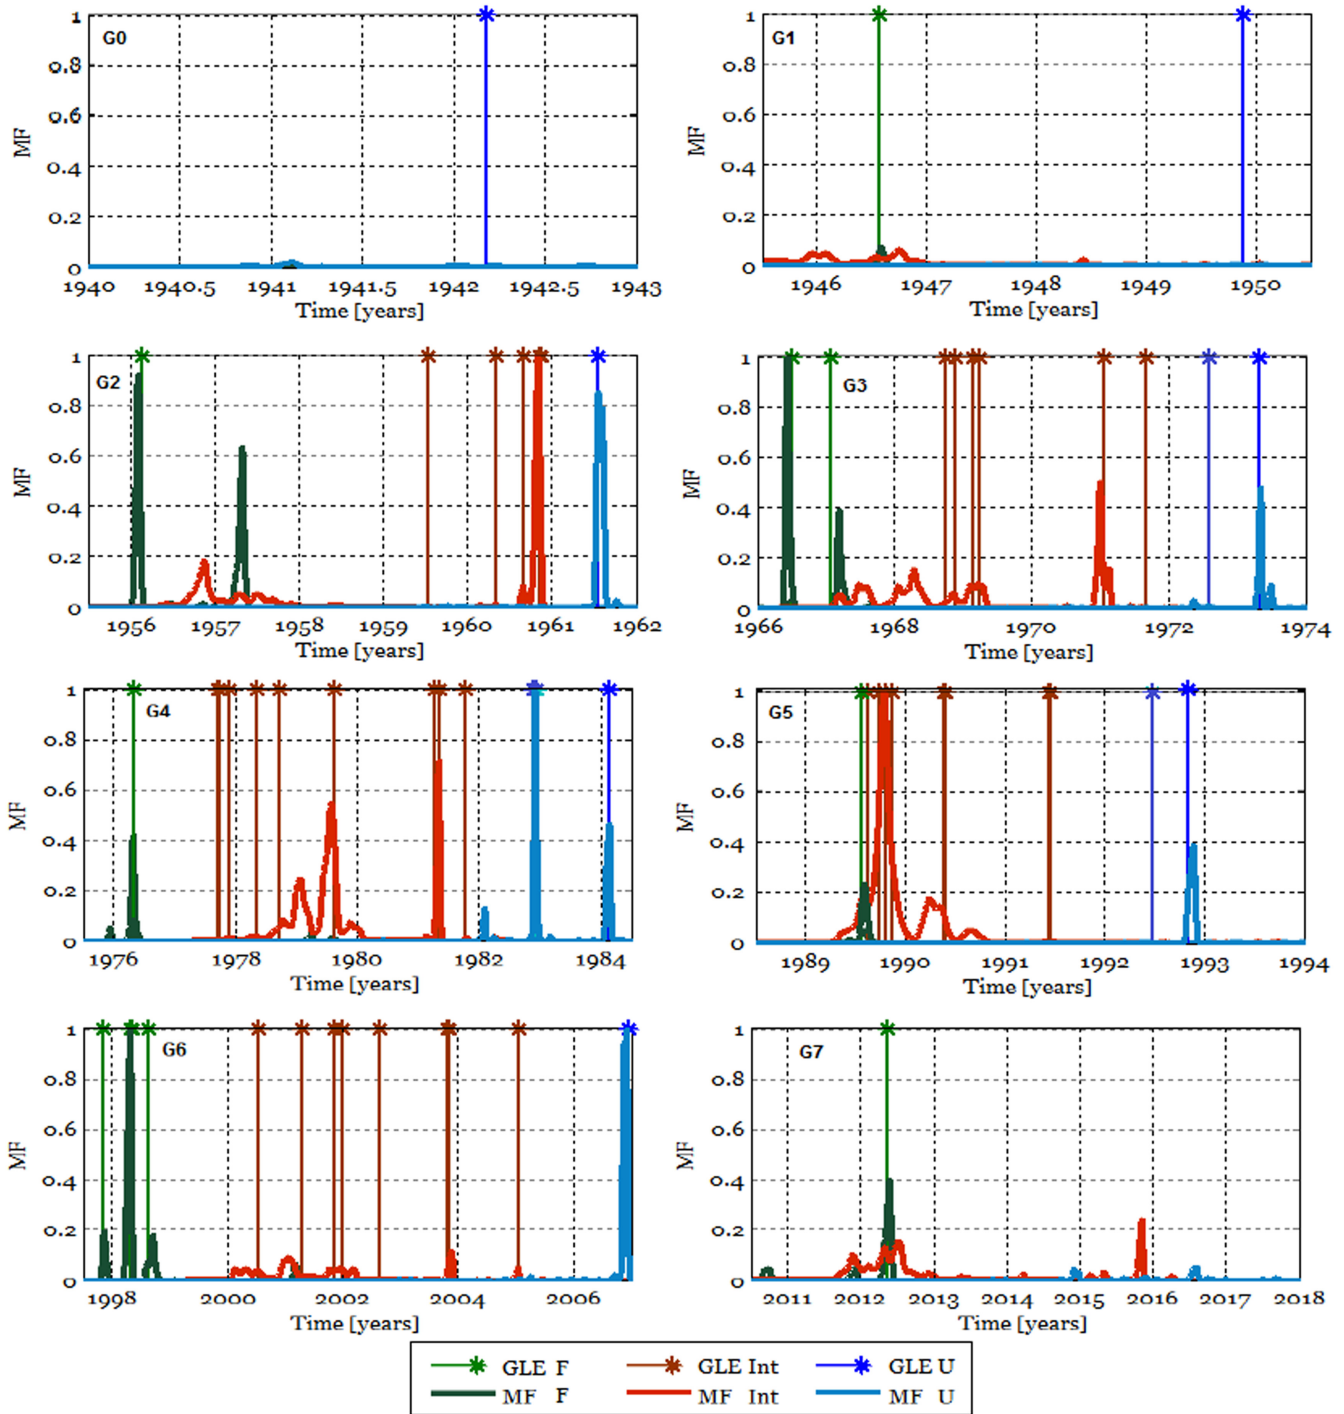 G0
MF
1
0.8
0.6
0.4
0.2
0
1940 1940.5 1941 1941.5 1942 1942.5 1943
Time [years]
G1
MF
1
0.8
0.6
0.4
0.2
0
1946 1947 1948 1949 1950
Time [years]
G2
MF
1
0.8
0.6
0.4
0.2
0
1956 1957 1958 1959 1960 1961 1962
Time [years]
G3
MF
1
0.8
0.6
0.4
0.2
0
1966 1968 1970 1972 1974
Time [years]
G4
MF
1
0.8
0.6
0.4
0.2
0
1976 1978 1980 1982 1984
Time [years]
G5
MF
1
0.8
0.6
0.4
0.2
0
1989 1990 1991 1992 1993 1994
Time [years]
G6
MF
1
0.8
0.6
0.4
0.2
0
1998 2000 2002 2004 2006
Time [years]
G7
MF
1
0.8
0.6
0.4
0.2
0
2011 2012 2013 2014 2015 2016 2017 2018
Time [years]
GLE F GLE Int GLE U
MF F MF Int MF U